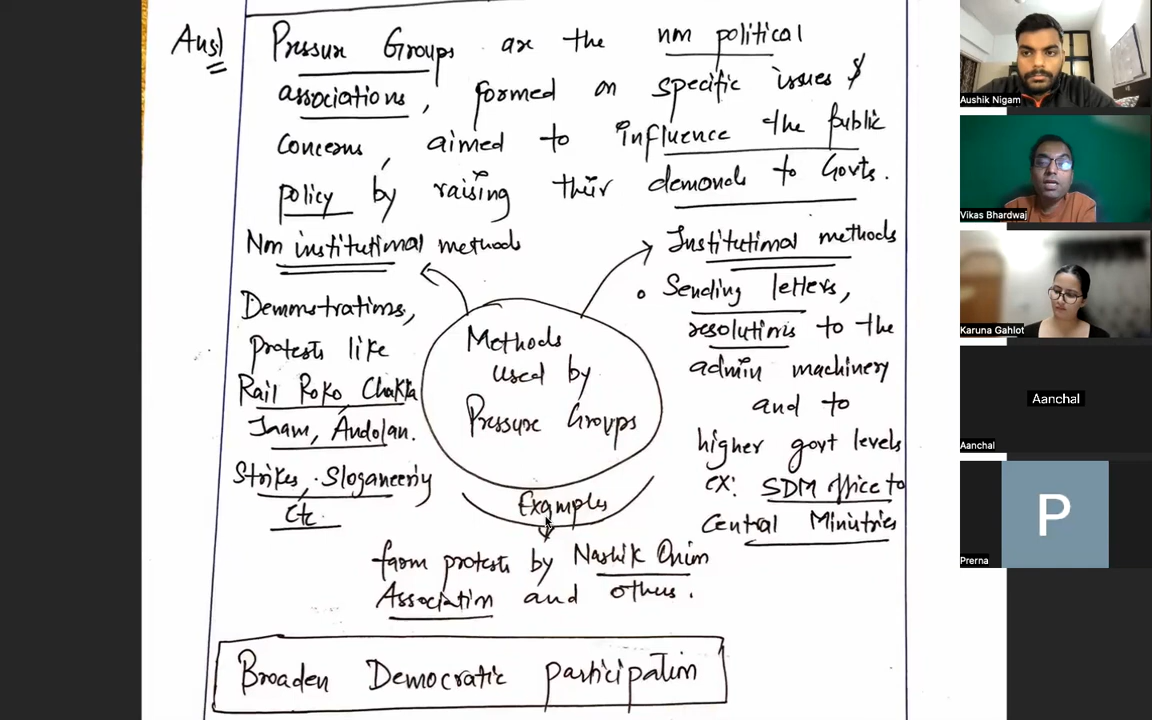 Ans)
Pressure Groups are the non political
associations, formed on specific issues &
concerns, aimed to influence the public
policy by raising their demands to Govts.
Non institutional methods
Demonstrations,
protests like
Rail Roko Chakka
Jaam, Andolan.
Strikes, Sloganeering
etc.
Methods
used by
Pressure Groups
Institutional methods
• Sending letters,
resolutions to the
admin machinery
and to
higher govt levels
ex: SDM office to
Central Ministries
Examples
farm protests by Nashik Onion
Association and others.
Broaden Democratic participation
Aushik Nigam
Vikas Bhardwaj
Karuna Gahlot
Aanchal
Aanchal
P
Prerna